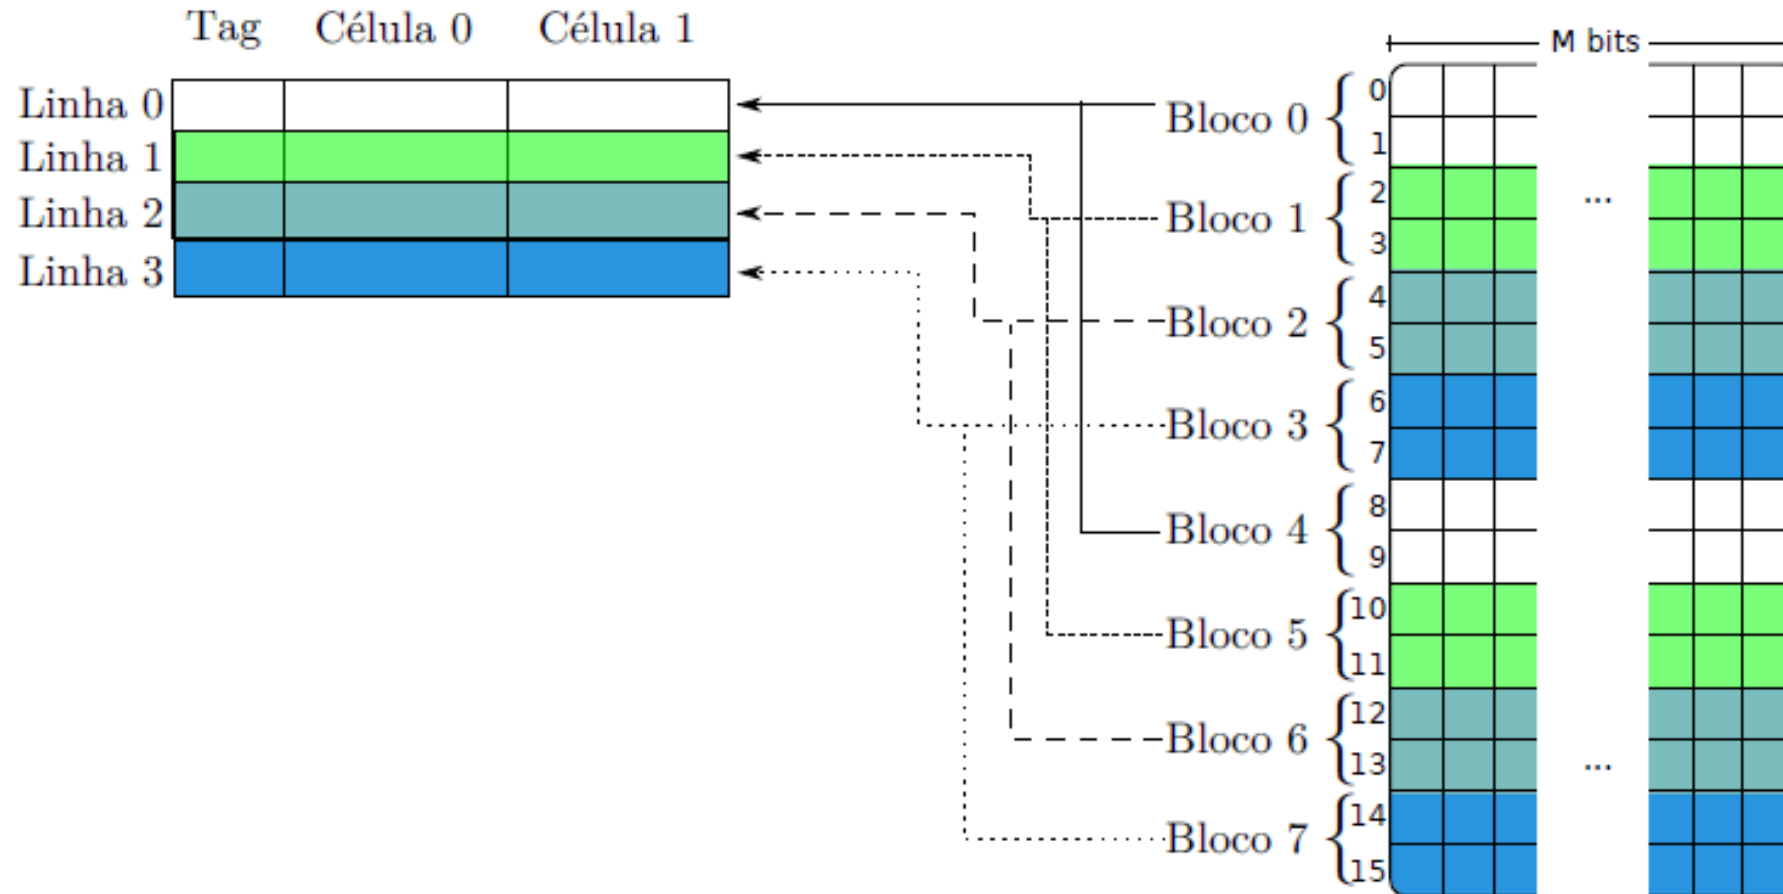 Tag Célula 0 Célula 1
Linha 0
Linha 1
Linha 2
Linha 3
Bloco 0
Bloco 1
Bloco 2
Bloco 3
Bloco 4
Bloco 5
Bloco 6
Bloco 7
M bits
0
1
2
3
4
5
6
7
8
9
10
11
12
13
14
15
...
...